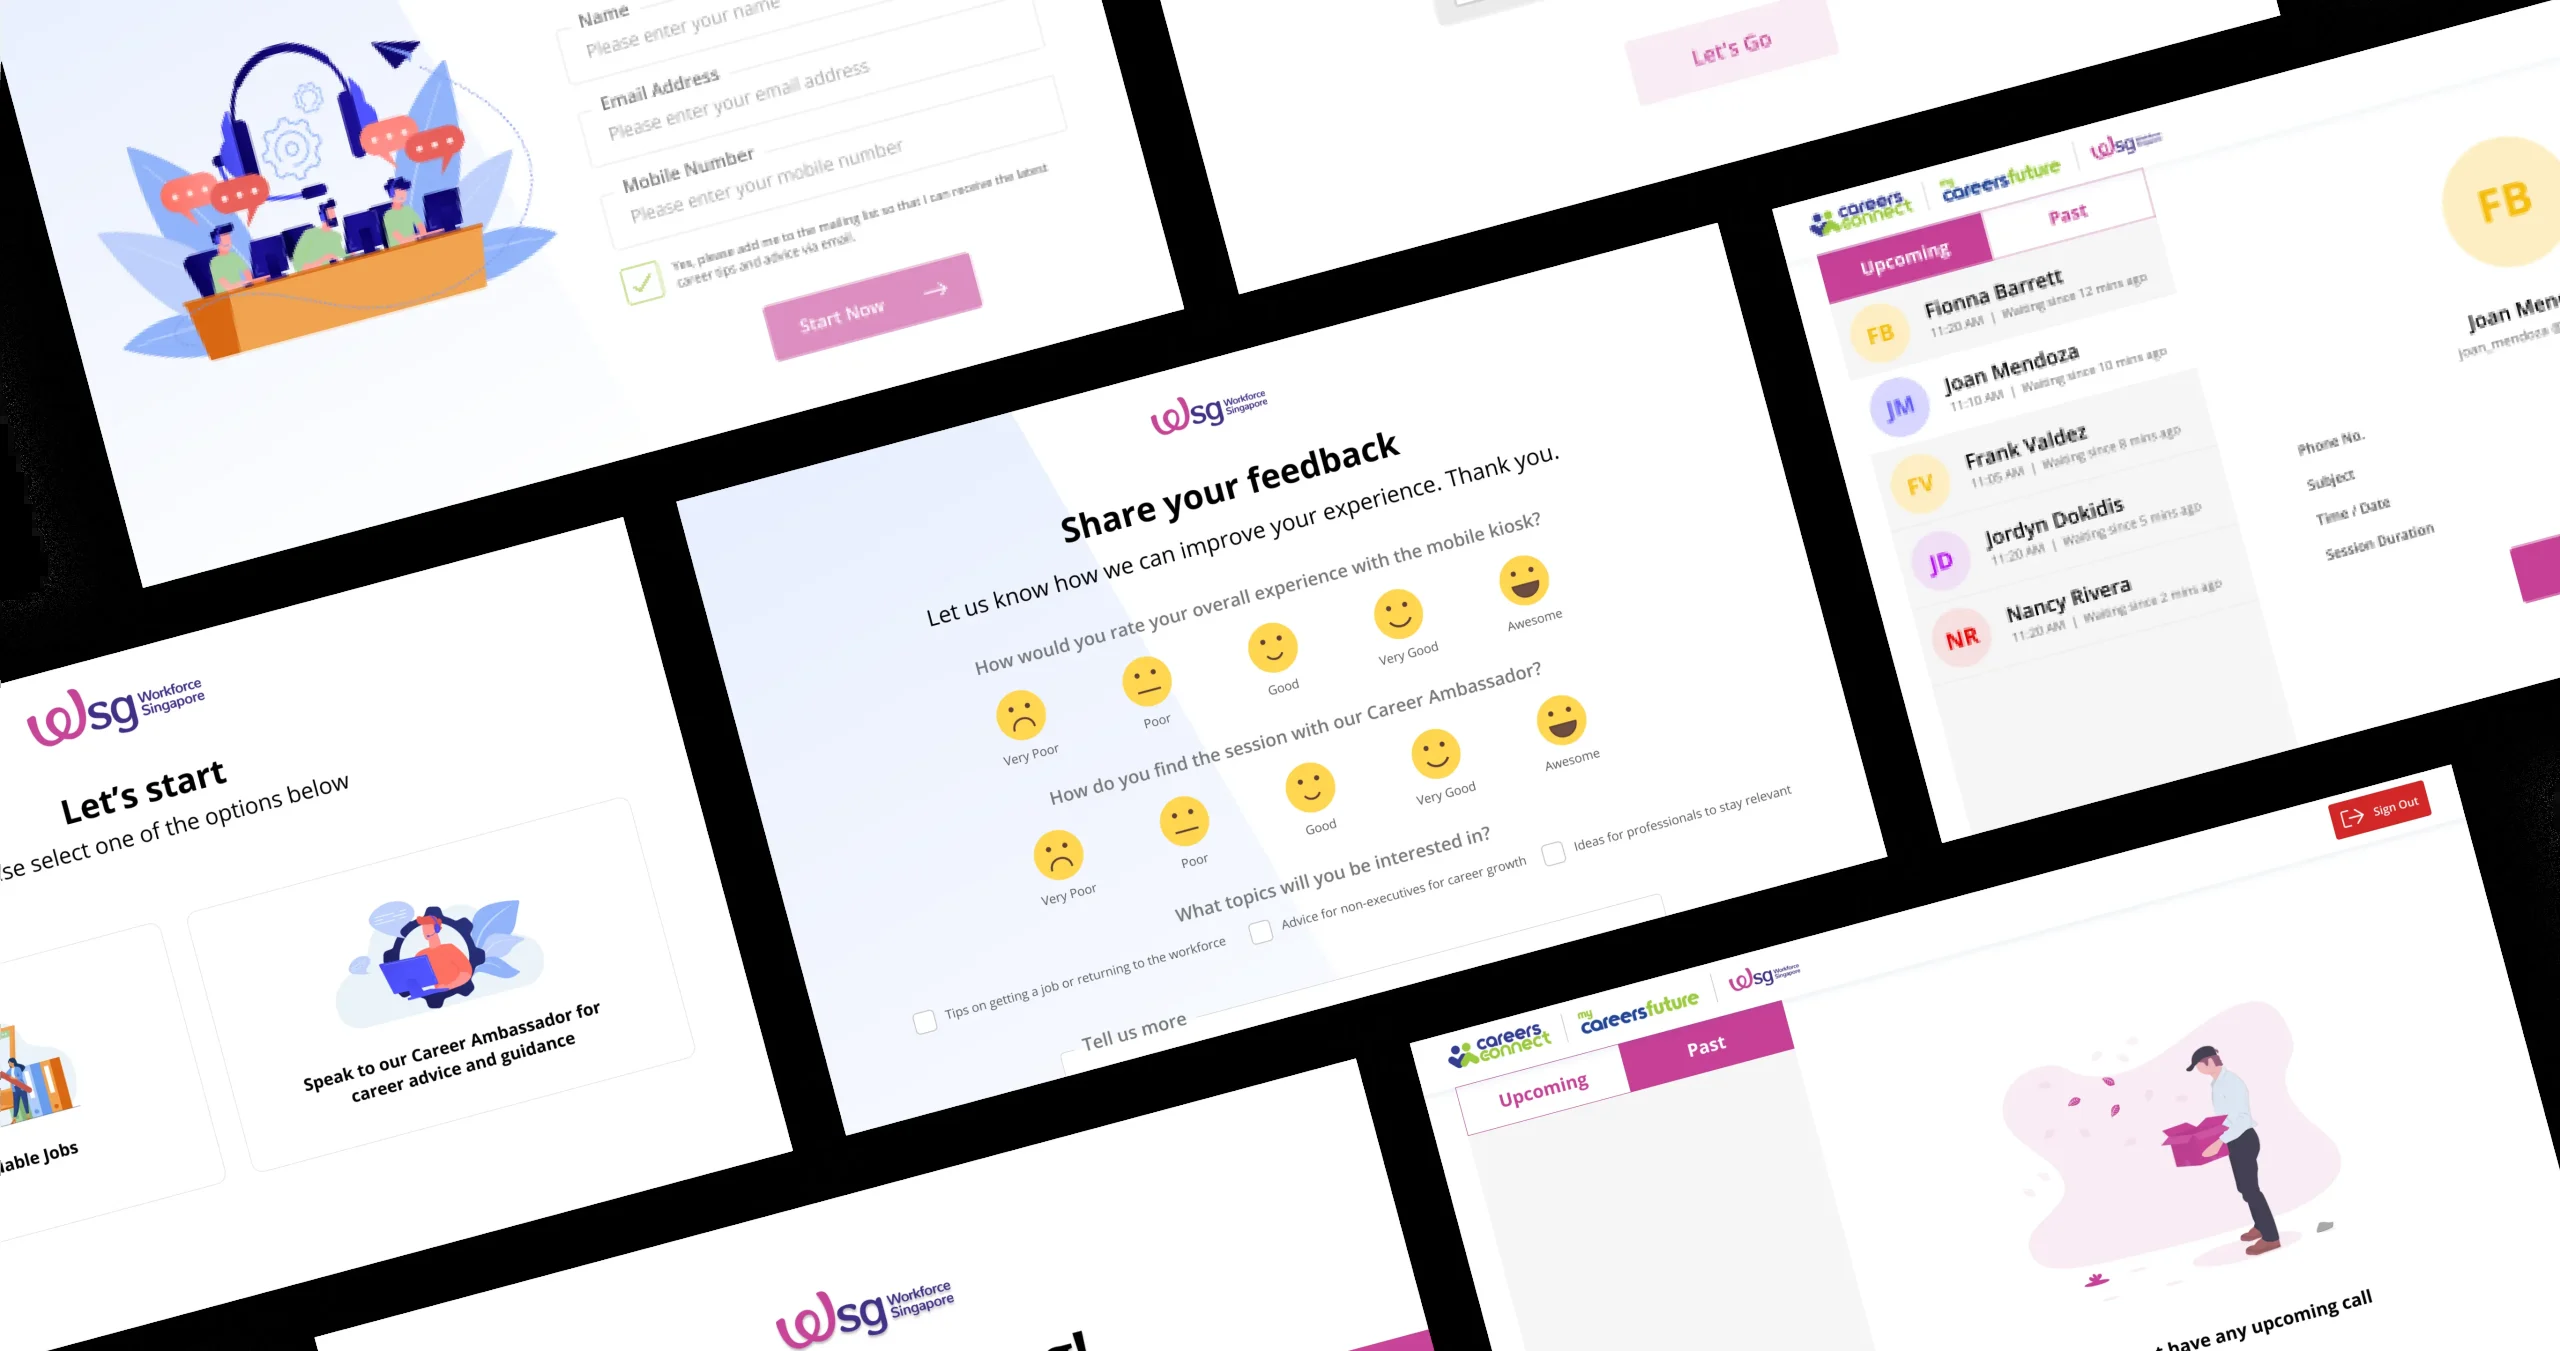 Name
Please enter your name
Email Address
Please enter your email address
Mobile Number
Please enter your mobile number
Yes, please add me to the mailing list so that I can receive the latest
career tips and advice via email.
Start Now
Let's Go
careers
connect
my
careersfuture
wsg Workforce
Singapore
Upcoming
Past
Fionna Barrett
11:20 AM | Waiting since 12 mins ago
FB
Joan Mendoza
11:10 AM | Waiting since 10 mins ago
JM
Frank Valdez
11:05 AM | Waiting since 8 mins ago
FV
Jordyn Dokidis
11:20 AM | Waiting since 5 mins ago
JD
Nancy Rivera
11:20 AM | Waiting since 2 mins ago
NR
FB
Joan
joan_mendoza
Phone No.
Subject
Time / Date
Session Duration
wsg Workforce
Singapore
Let's start
select one of the options below
Jobs
Speak to our Career Ambassador for
career advice and guidance
wsg Workforce
Singapore
Share your feedback
Let us know how we can improve your experience. Thank you.
How would you rate your overall experience with the mobile kiosk?
Very Poor
Poor
Good
Very Good
Awesome
How do you find the session with our Career Ambassador?
Very Poor
Poor
Good
Very Good
Awesome
What topics will you be interested in?
Tips on getting a job or returning to the workforce
Advice for non-executives for career growth
Ideas for professionals to stay relevant
Tell us more
wsg Workforce
Singapore
careers
connect
my
careersfuture
wsg Workforce
Singapore
Sign Out
Upcoming
Past
have any upcoming call